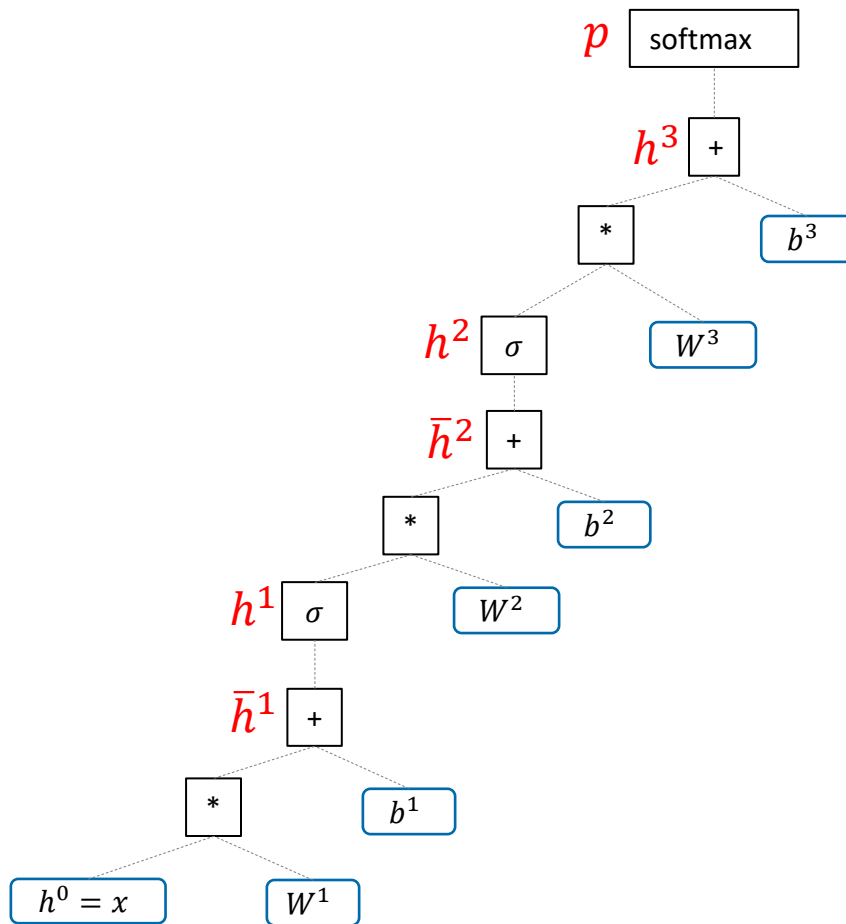 p softmax
h³ +
* b³
h² σ W³
h̄² +
* b²
h¹ σ W²
h̄¹ +
* b¹
h⁰ = x W¹